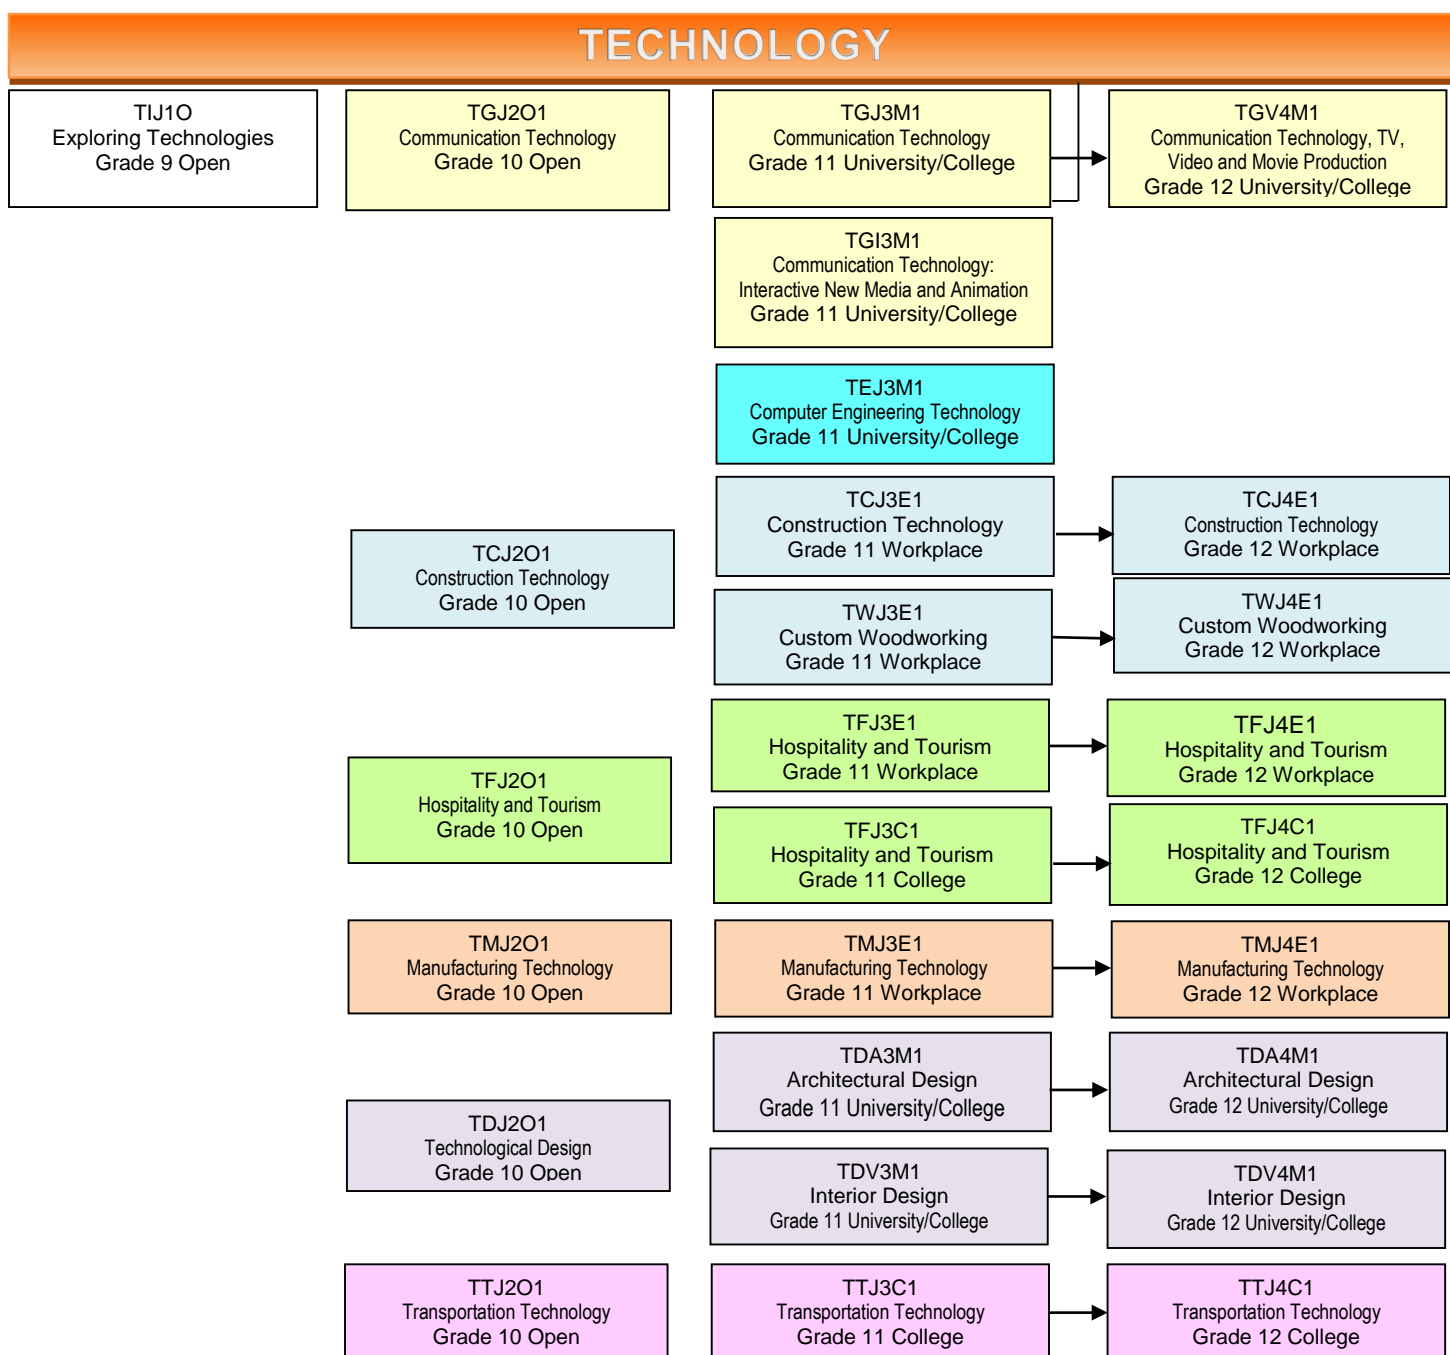 TECHNOLOGY
TIJ1O
Exploring Technologies
Grade 9 Open
TGJ2O1
Communication Technology
Grade 10 Open
TGJ3M1
Communication Technology
Grade 11 University/College
TGV4M1
Communication Technology, TV,
Video and Movie Production
Grade 12 University/College
TGI3M1
Communication Technology:
Interactive New Media and Animation
Grade 11 University/College
TEJ3M1
Computer Engineering Technology
Grade 11 University/College
TCJ2O1
Construction Technology
Grade 10 Open
TCJ3E1
Construction Technology
Grade 11 Workplace
TCJ4E1
Construction Technology
Grade 12 Workplace
TWJ3E1
Custom Woodworking
Grade 11 Workplace
TWJ4E1
Custom Woodworking
Grade 12 Workplace
TFJ2O1
Hospitality and Tourism
Grade 10 Open
TFJ3E1
Hospitality and Tourism
Grade 11 Workplace
TFJ4E1
Hospitality and Tourism
Grade 12 Workplace
TFJ3C1
Hospitality and Tourism
Grade 11 College
TFJ4C1
Hospitality and Tourism
Grade 12 College
TMJ2O1
Manufacturing Technology
Grade 10 Open
TMJ3E1
Manufacturing Technology
Grade 11 Workplace
TMJ4E1
Manufacturing Technology
Grade 12 Workplace
TDJ2O1
Technological Design
Grade 10 Open
TDA3M1
Architectural Design
Grade 11 University/College
TDA4M1
Architectural Design
Grade 12 University/College
TDV3M1
Interior Design
Grade 11 University/College
TDV4M1
Interior Design
Grade 12 University/College
TTJ2O1
Transportation Technology
Grade 10 Open
TTJ3C1
Transportation Technology
Grade 11 College
TTJ4C1
Transportation Technology
Grade 12 College